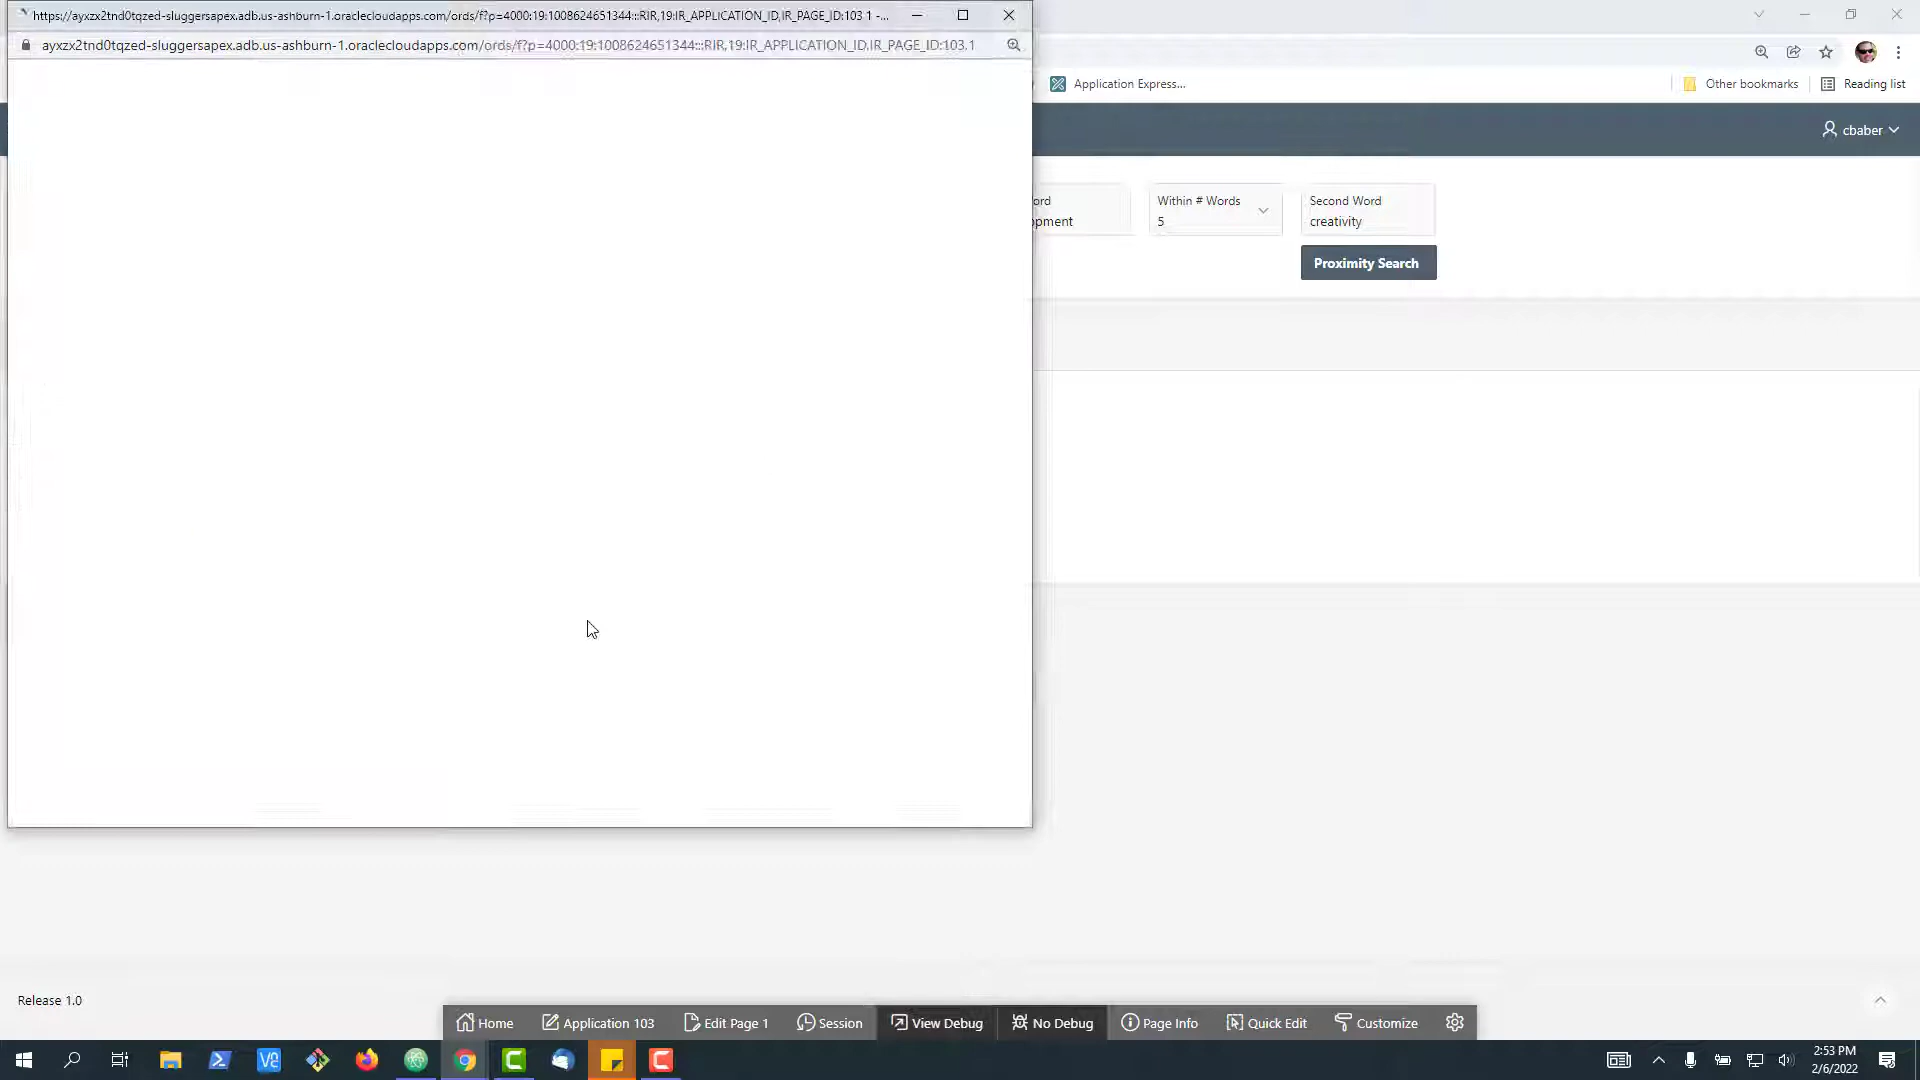 https://ayxzx2tnd0tqzed-sluggersapex.adb.us-ashburn-1.oraclecloudapps.com/ords/f?p=4000:19:1008624651344:::RIR,19:IR_APPLICATION_ID,IR_PAGE_ID:103 1 -...
ayxzx2tnd0tqzed-sluggersapex.adb.us-ashburn-1.oraclecloudapps.com/ords/f?p=4000:19:1008624651344:::RIR,19:IR_APPLICATION_ID,IR_PAGE_ID:103.1
Application Express...
Other bookmarks
Reading list
cbaber
ord
opment
Within # Words
5
Second Word
creativity
Proximity Search
Release 1.0
Home
Application 103
Edit Page 1
Session
View Debug
No Debug
Page Info
Quick Edit
Customize
2:53 PM
2/6/2022